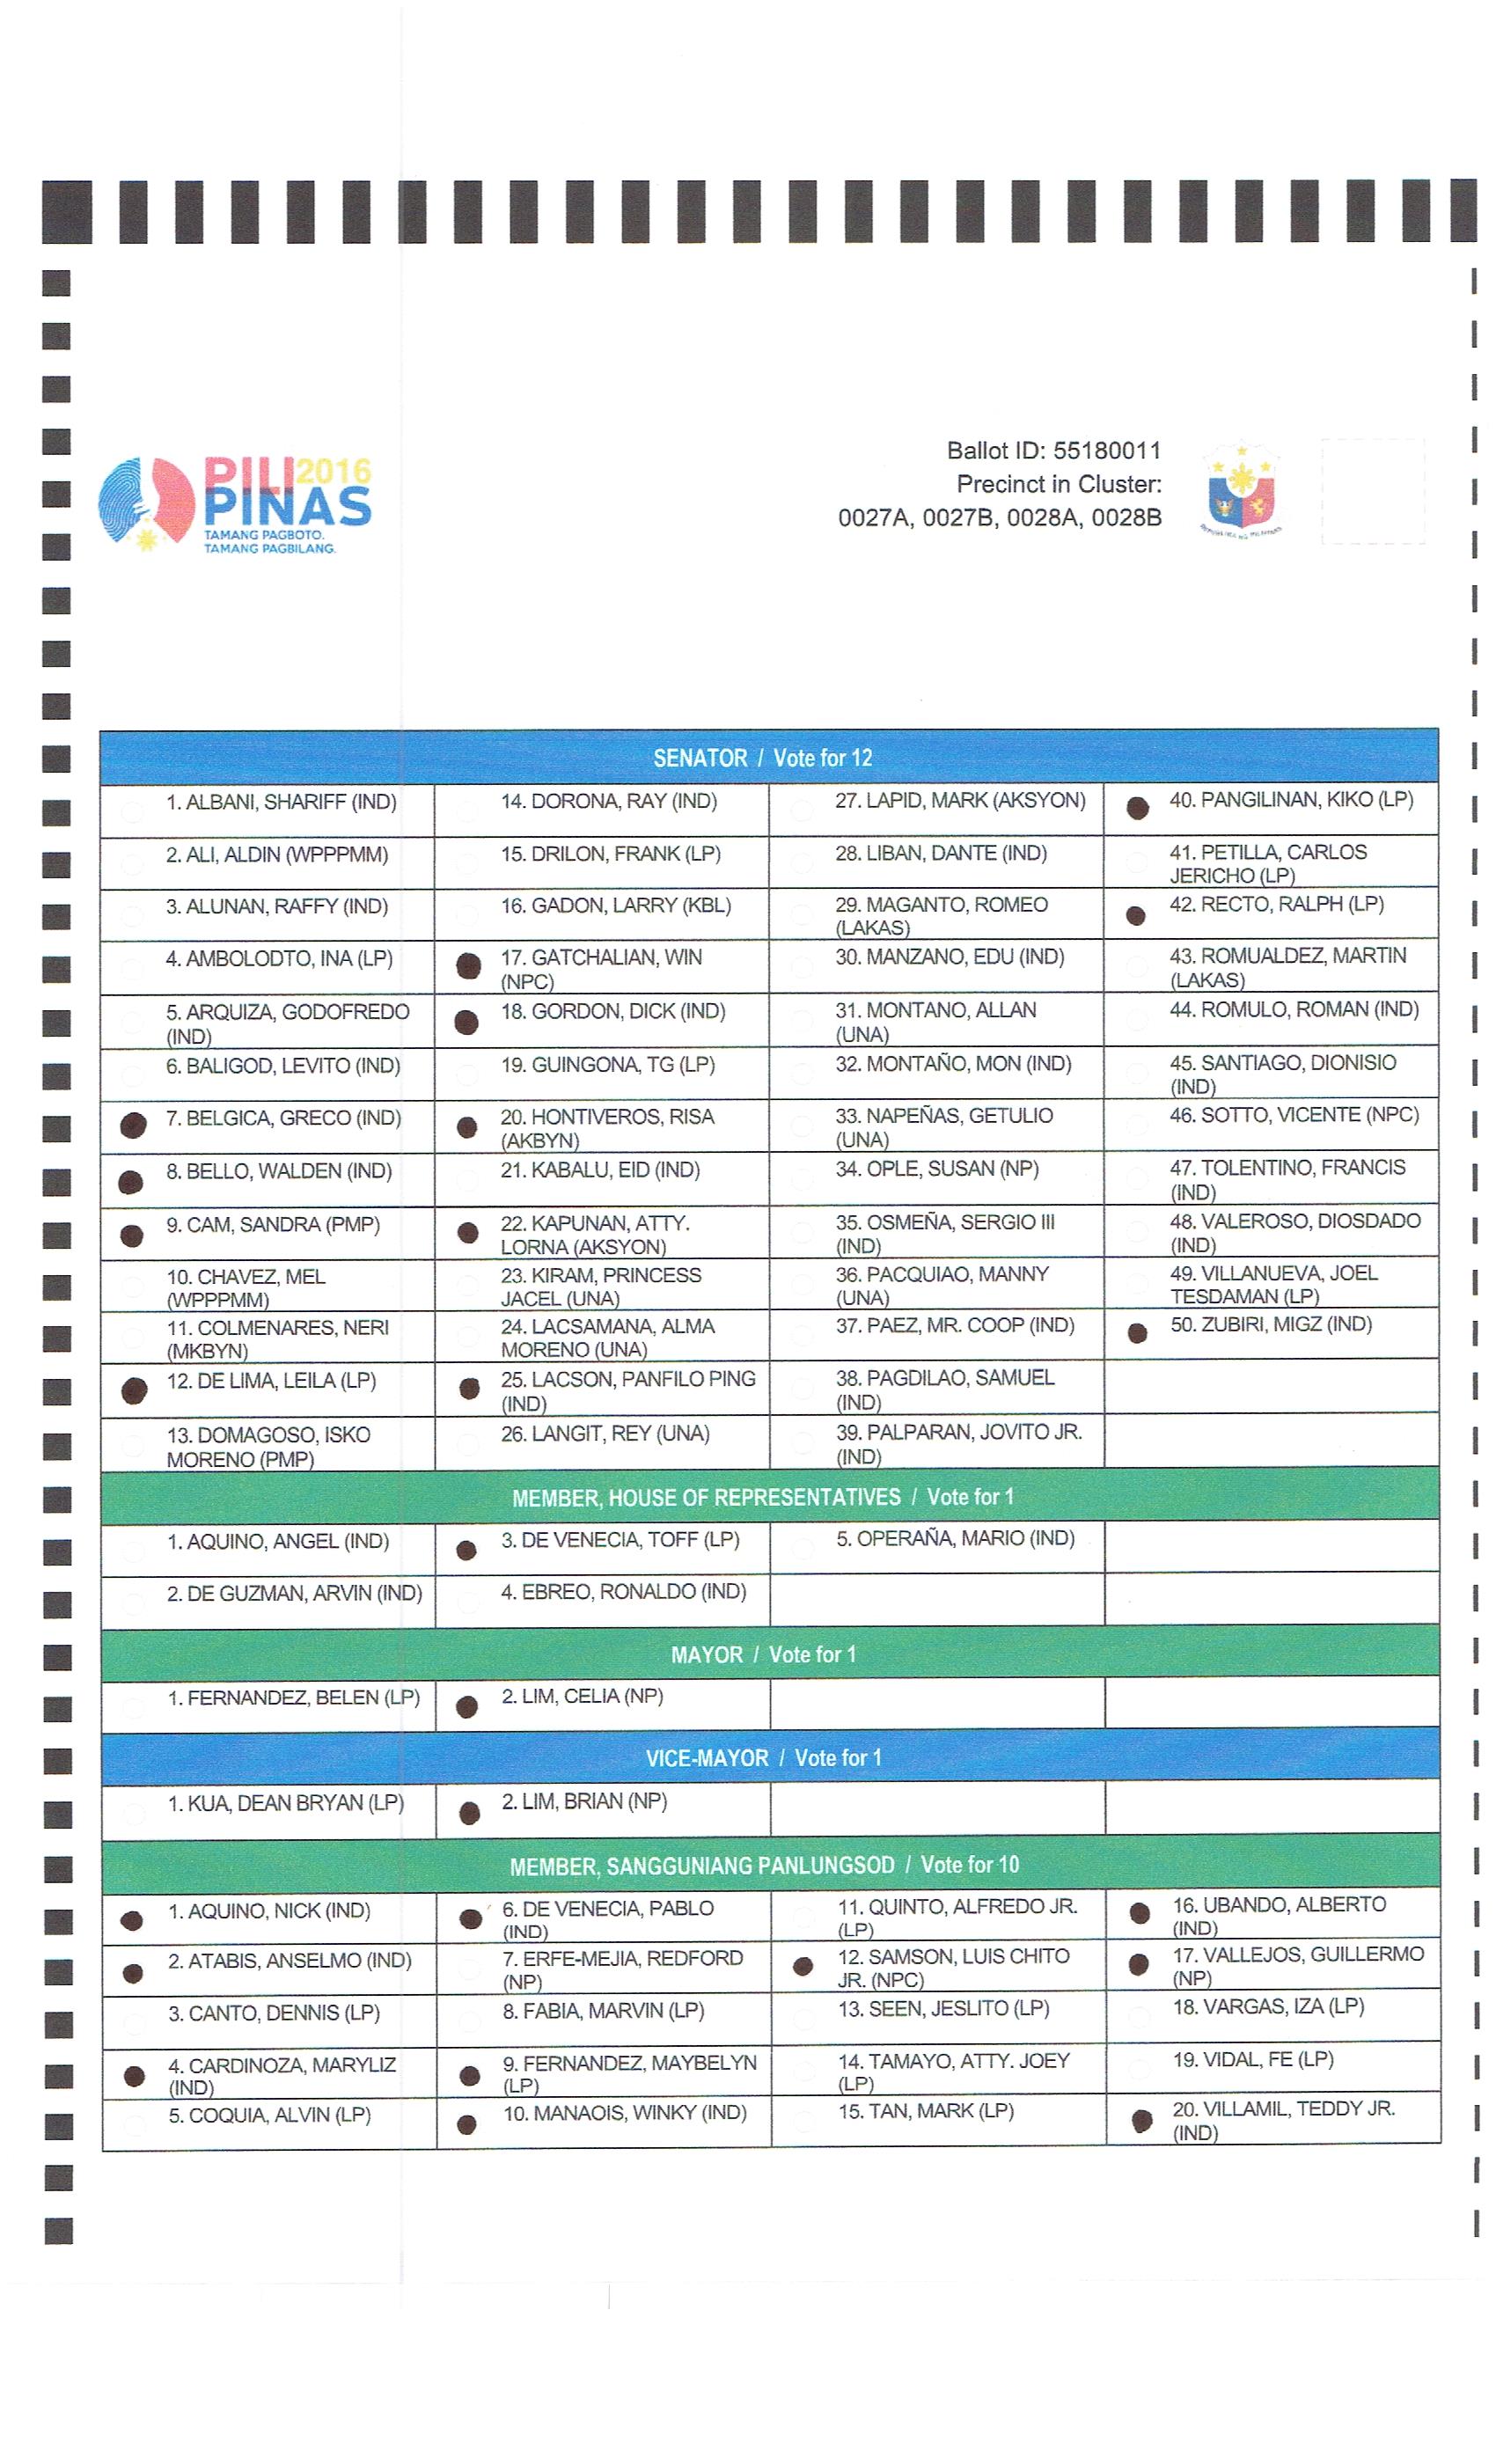 PILI 2016
PINAS
TAMANG PAGBOTO.
TAMANG PAGBILANG.
Ballot ID: 55180011
Precinct in Cluster:
0027A, 0027B, 0028A, 0028B
SENATOR / Vote for 12
1. ALBANI, SHARIFF (IND)
2. ALI, ALDIN (WPPPMM)
3. ALUNAN, RAFFY (IND)
4. AMBOLODTO, INA (LP)
5. ARQUIZA, GODOFREDO
(IND)
6. BALIGOD, LEVITO (IND)
7. BELGICA, GRECO (IND)
8. BELLO, WALDEN (IND)
9. CAM, SANDRA (PMP)
10. CHAVEZ, MEL
(WPPPMM)
11. COLMENARES, NERI
(MKBYN)
12. DE LIMA, LEILA (LP)
13. DOMAGOSO, ISKO
MORENO (PMP)
14. DORONA, RAY (IND)
15. DRILON, FRANK (LP)
16. GADON, LARRY (KBL)
17. GATCHALIAN, WIN
(NPC)
18. GORDON, DICK (IND)
19. GUINGONA, TG (LP)
20. HONTIVEROS, RISA
(AKBYN)
21. KABALU, EID (IND)
22. KAPUNAN, ATTY.
LORNA (AKSYON)
23. KIRAM, PRINCESS
JACEL (UNA)
24. LACSAMANA, ALMA
MORENO (UNA)
25. LACSON, PANFILO PING
(IND)
26. LANGIT, REY (UNA)
27. LAPID, MARK (AKSYON)
28. LIBAN, DANTE (IND)
29. MAGANTO, ROMEO
(LAKAS)
30. MANZANO, EDU (IND)
31. MONTANO, ALLAN
(UNA)
32. MONTAÑO, MON (IND)
33. NAPEÑAS, GETULIO
(UNA)
34. OPLE, SUSAN (NP)
35. OSMEÑA, SERGIO III
(IND)
36. PACQUIAO, MANNY
(UNA)
37. PAEZ, MR. COOP (IND)
38. PAGDILAO, SAMUEL
(IND)
39. PALPARAN, JOVITO JR.
(IND)
40. PANGILINAN, KIKO (LP)
41. PETILLA, CARLOS
JERICHO (LP)
42. RECTO, RALPH (LP)
43. ROMUALDEZ, MARTIN
(LAKAS)
44. ROMULO, ROMAN (IND)
45. SANTIAGO, DIONISIO
(IND)
46. SOTTO, VICENTE (NPC)
47. TOLENTINO, FRANCIS
(IND)
48. VALEROSO, DIOSDADO
(IND)
49. VILLANUEVA, JOEL
TESDAMAN (LP)
50. ZUBIRI, MIGZ (IND)
MEMBER, HOUSE OF REPRESENTATIVES / Vote for 1
1. AQUINO, ANGEL (IND)
2. DE GUZMAN, ARVIN (IND)
3. DE VENECIA, TOFF (LP)
4. EBREO, RONALDO (IND)
5. OPERAÑA, MARIO (IND)
MAYOR / Vote for 1
1. FERNANDEZ, BELEN (LP)
2. LIM, CELIA (NP)
VICE-MAYOR / Vote for 1
1. KUA, DEAN BRYAN (LP)
2. LIM, BRIAN (NP)
MEMBER, SANGGUNIANG PANLUNGSOD / Vote for 10
1. AQUINO, NICK (IND)
2. ATABIS, ANSELMO (IND)
3. CANTO, DENNIS (LP)
4. CARDINOZA, MARYLIZ
(IND)
5. COQUIA, ALVIN (LP)
6. DE VENECIA, PABLO
(IND)
7. ERFE-MEJIA, REDFORD
(NP)
8. FABIA, MARVIN (LP)
9. FERNANDEZ, MAYBELYN
(LP)
10. MANAOIS, WINKY (IND)
11. QUINTO, ALFREDO JR.
(LP)
12. SAMSON, LUIS CHITO
JR. (NPC)
13. SEEN, JESLITO (LP)
14. TAMAYO, ATTY. JOEY
(LP)
15. TAN, MARK (LP)
16. UBANDO, ALBERTO
(IND)
17. VALLEJOS, GUILLERMO
(NP)
18. VARGAS, IZA (LP)
19. VIDAL, FE (LP)
20. VILLAMIL, TEDDY JR.
(IND)